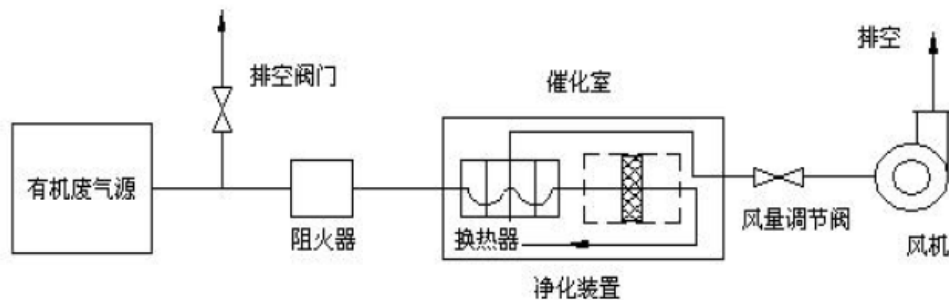 排空
排空阀门
催化室
有机废气源
阻火器
换热器
风量调节阀
风机
净化装置